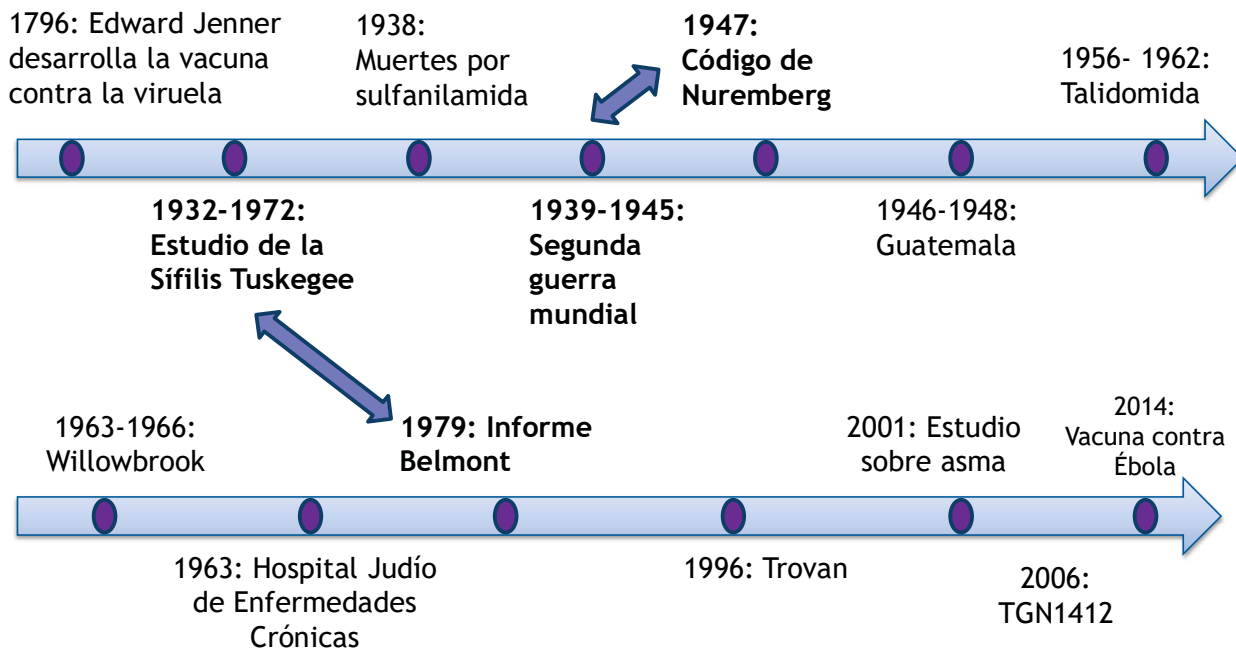 1796: Edward Jenner
desarrolla la vacuna
contra la viruela
1938:
Muertes por
sulfanilamida
1947:
Código de
Nuremberg
1956- 1962:
Talidomida
1932-1972:
Estudio de la
Sífilis Tuskegee
1939-1945:
Segunda
guerra
mundial
1946-1948:
Guatemala
1963-1966:
Willowbrook
1979: Informe
Belmont
2001: Estudio
sobre asma
2014:
Vacuna contra
Ébola
1963: Hospital Judío
de Enfermedades
Crónicas
1996: Trovan
2006:
TGN1412